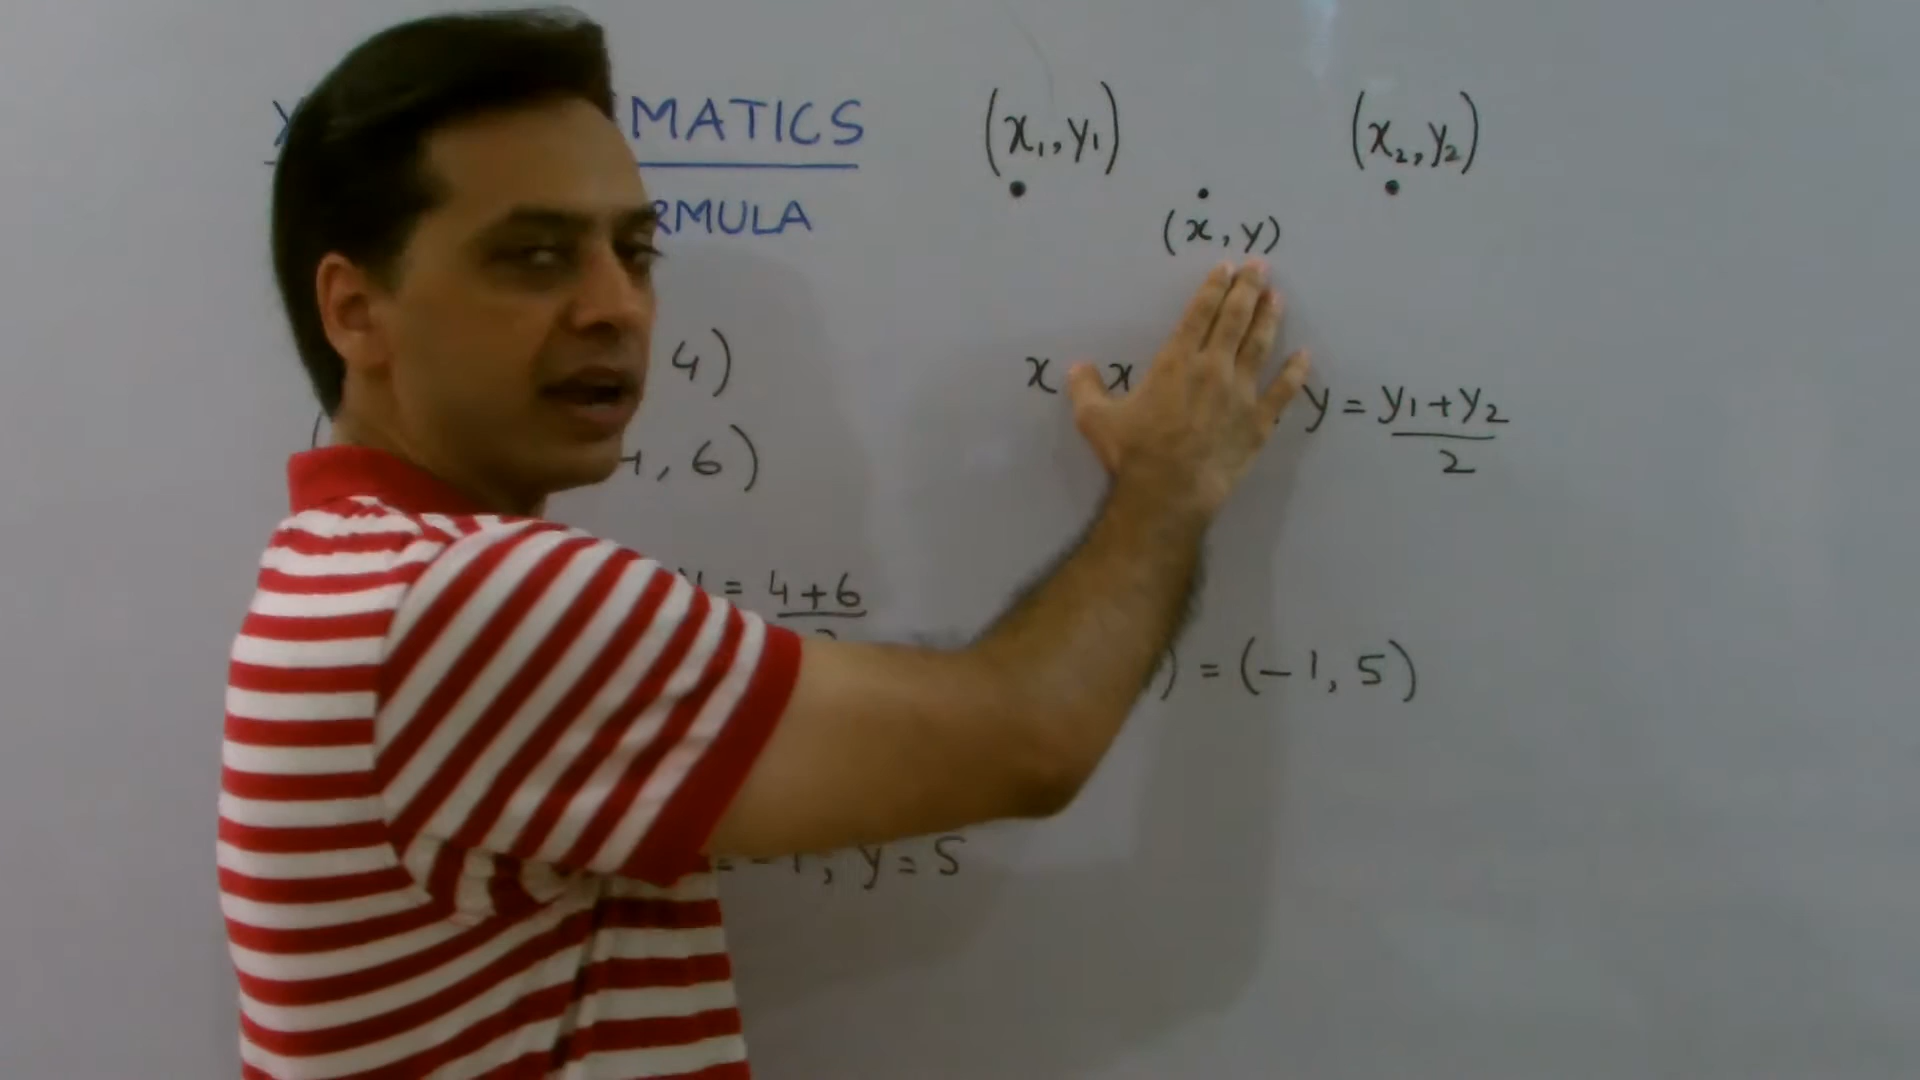 MATICS
RMULA
(x₁, y₁)
(x₂, y₂)
(x, y)
4)
, 6)
x x
y = y₁+y₂
2
= 4+6
) = (-1, 5)
= -1, y = 5